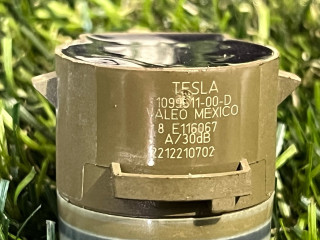 TESLA
1099511-00-D
ALEO MEXICO
8 E116067
A/30dB
2212210702